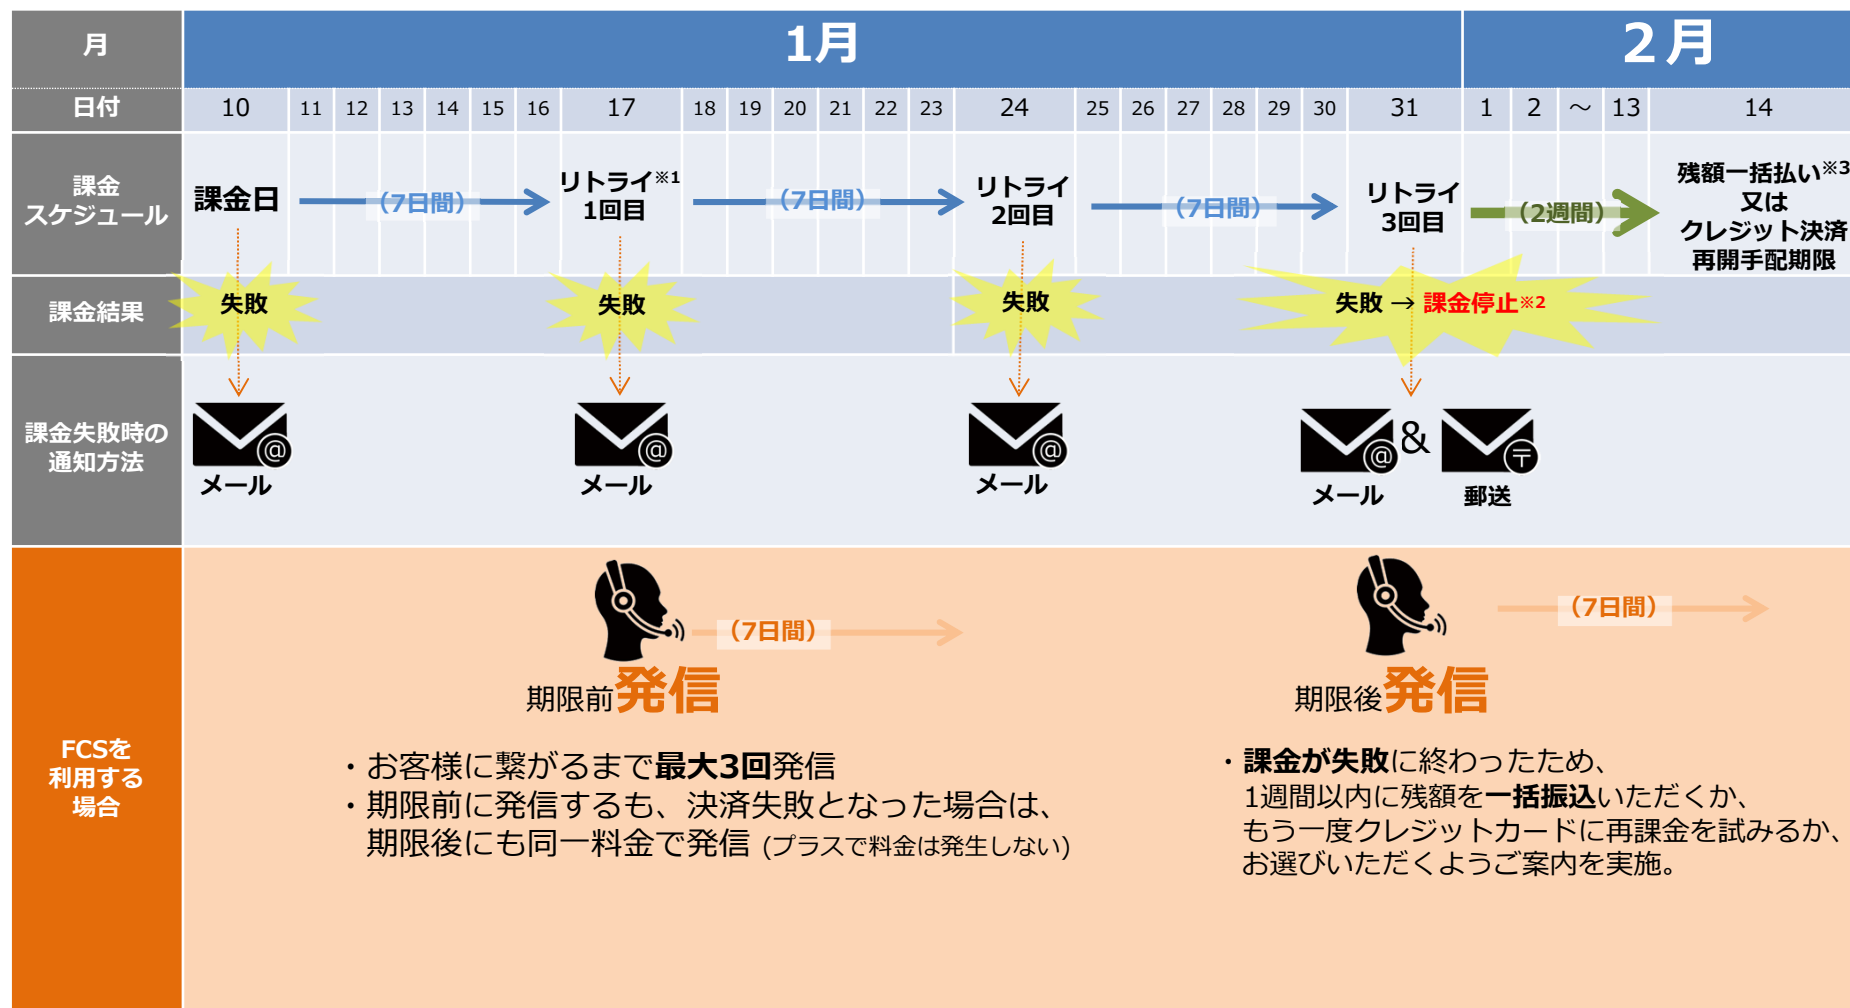 月
1月
２月
日付
10 11 12 13 14 15 16 17 18 19 20 21 22 23 24 25 26 27 28 29 30 31 1 2 ～ 13 14
課金
スケジュール
課金日
（7日間）
リトライ※1
1回目
（7日間）
リトライ
2回目
（7日間）
リトライ
3回目
（2週間）
残額一括払い※3
又は
クレジット決済
再開手配期限
課金結果
失敗
失敗
失敗
失敗 → 課金停止※2
課金失敗時の
通知方法
@
メール
@
メール
@
メール
@
メール
&
〒
郵送
FCSを
利用する
場合
（7日間）
期限前発信
・お客様に繋がるまで最大3回発信
・期限前に発信するも、決済失敗となった場合は、
期限後にも同一料金で発信 (プラスで料金は発生しない)
（7日間）
期限後発信
・課金が失敗に終わったため、
1週間以内に残額を一括振込いただくか、
もう一度クレジットカードに再課金を試みるか、
お選びいただくようご案内を実施。